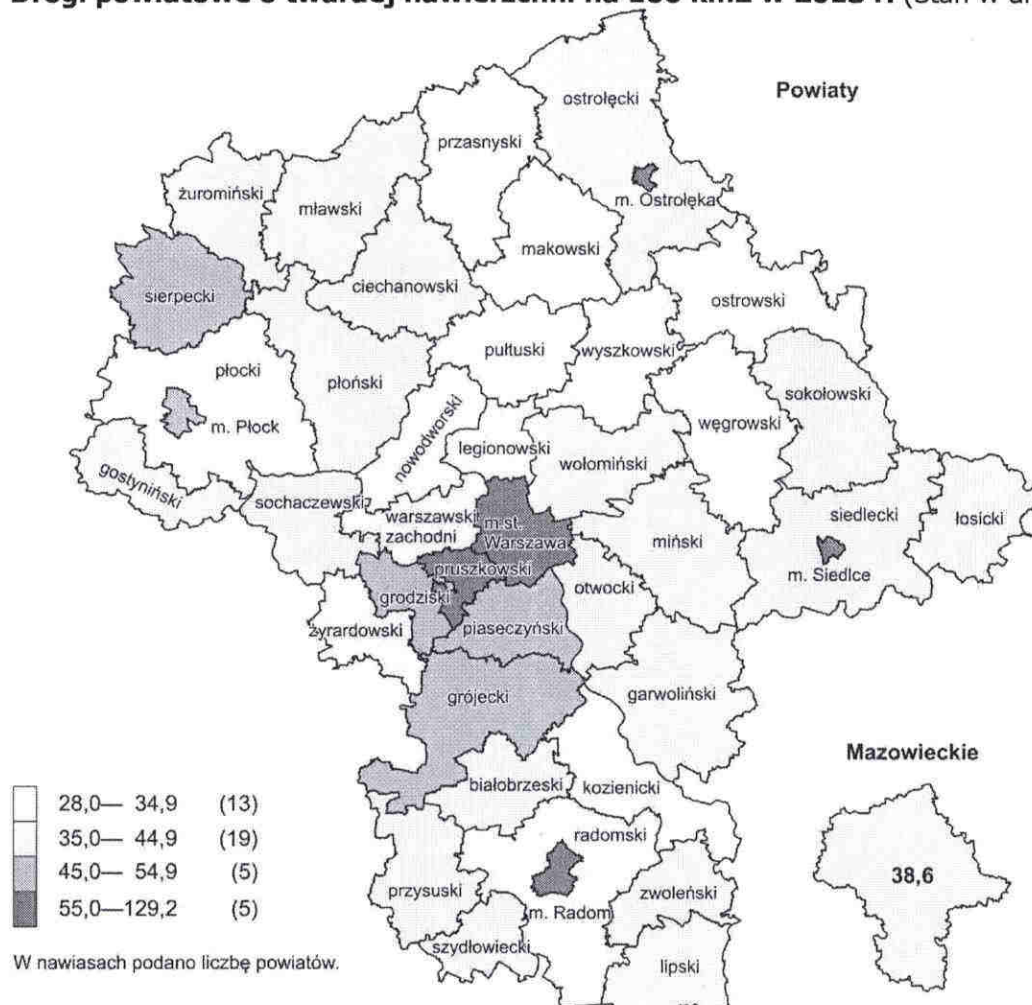 Drogi powiatowe o twardej nawierzchni na 100 km2 w 2018 r. (stan w
Powiaty
ostrołęcki
przasnyski
żuromiński
mławski
m. Ostrołęka
makowski
ciechanowski
sierpecki
ostrowski
pułtuski
wyszkowski
płocki
płoński
sokołowski
m. Płock
nowodworski
węgrowski
legionowski
wołomiński
gostyniński
sochaczewski
warszawski
zachodni
m.st.
Warszawa
siedlecki
łosicki
miński
m. Siedlce
pruszkowski
grodziski
otwocki
żyrardowski
piaseczyński
grójecki
garwoliński
Mazowieckie
białobrzeski
kozienicki
28,0— 34,9 (13)
35,0— 44,9 (19)
45,0— 54,9 (5)
55,0—129,2 (5)
radomski
38,6
przysuski
zwoleński
m. Radom
szydłowiecki
W nawiasach podano liczbę powiatów.
lipski